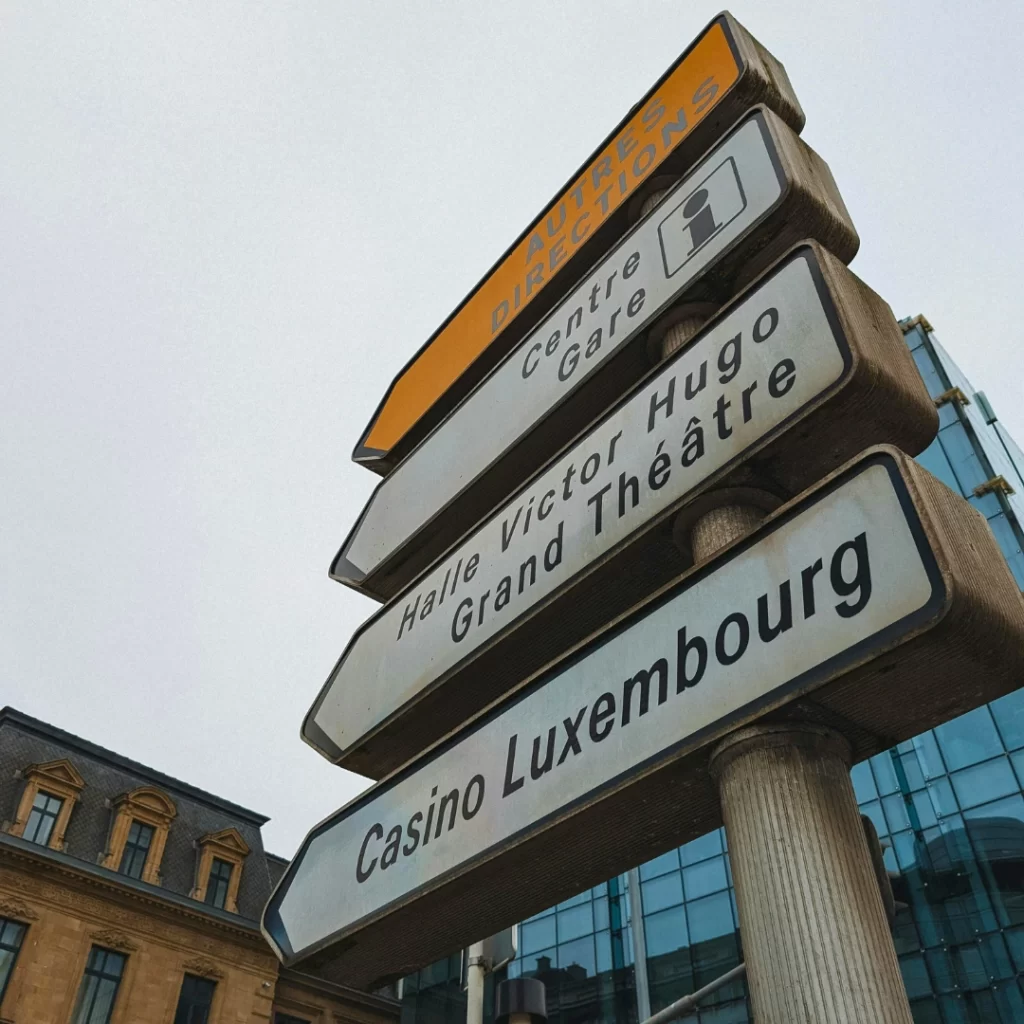 AUTRES
DIRECTIONS
Centre
Gare
i
Halle Victor Hugo
Grand Théâtre
Casino Luxembourg